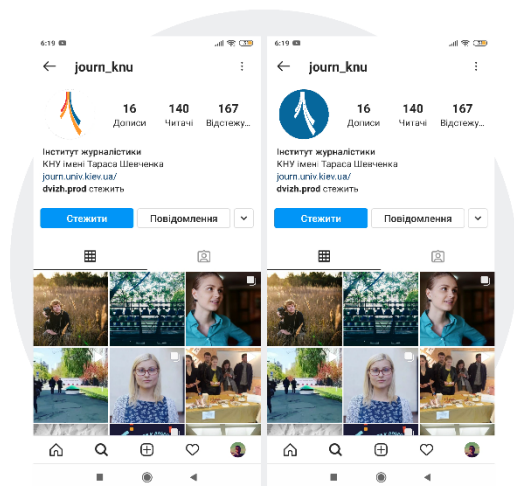 6:19
journ_knu
16 140 167
Дописи Читачі Відстежу...
Інститут журналістики
КНУ імені Тараса Шевченка
journ.univ.kiev.ua/
dvizh.prod стежить
Стежити Повідомлення
6:19
journ_knu
16 140 167
Дописи Читачі Відстежу...
Інститут журналістики
КНУ імені Тараса Шевченка
journ.univ.kiev.ua/
dvizh.prod стежить
Стежити Повідомлення